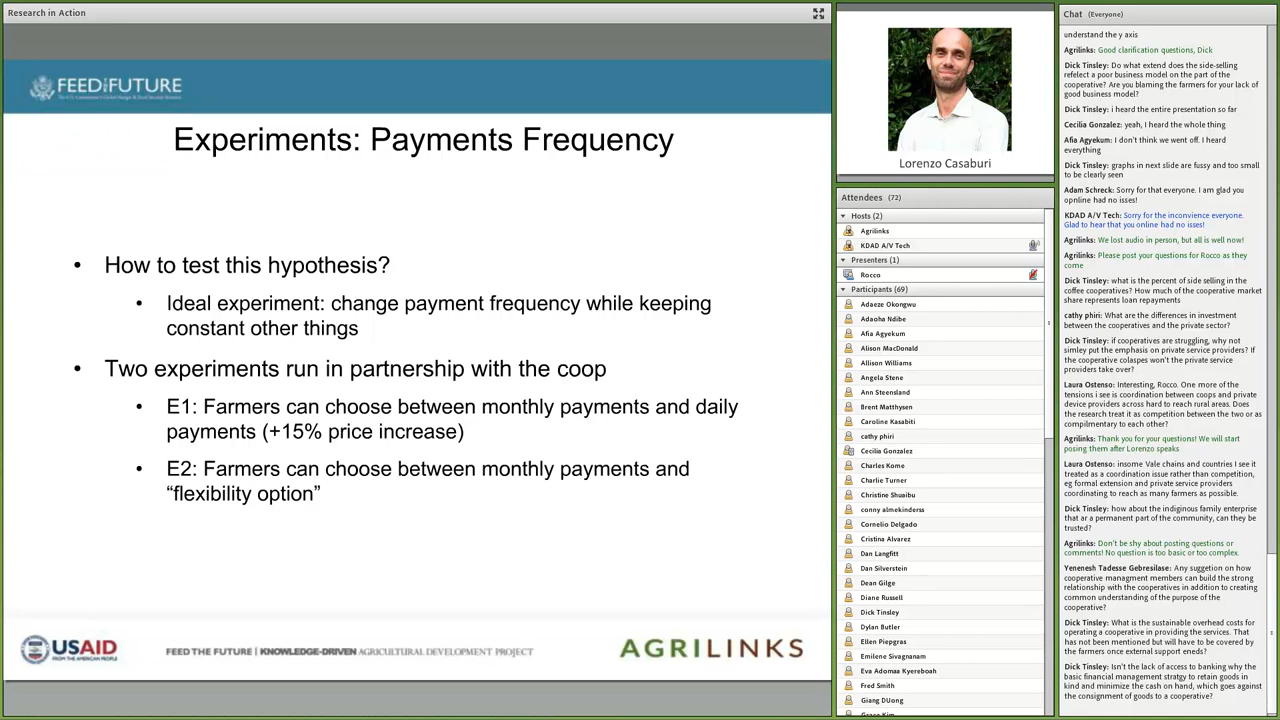 Research in Action
FEED THE FUTURE
The U.S. Government's Global Hunger & Food Security Initiative
Experiments: Payments Frequency
• How to test this hypothesis?
• Ideal experiment: change payment frequency while keeping
constant other things
• Two experiments run in partnership with the coop
• E1: Farmers can choose between monthly payments and daily
payments (+15% price increase)
• E2: Farmers can choose between monthly payments and
“flexibility option”
USAID
FROM THE AMERICAN PEOPLE
FEED THE FUTURE | KNOWLEDGE-DRIVEN AGRICULTURAL DEVELOPMENT PROJECT
AGRILINKS
Lorenzo Casaburi
Attendees (72)
Hosts (2)
Agrilinks
KDAD A/V Tech
Presenters (1)
Rocco
Participants (69)
Adaeze Okongwu
Adaoha Ndibe
Afia Agyekum
Alison MacDonald
Allison Williams
Angela Stene
Ann Steensland
Brent Matthysen
Caroline Kasabiti
cathy phiri
Cecilia Gonzalez
Charles Kome
Charlie Turner
Christine Shuaibu
conny almekinderss
Cornelio Delgado
Cristina Alvarez
Dan Langfitt
Dan Silverstein
Dean Gilge
Diane Russell
Dick Tinsley
Dylan Butler
Ellen Piepgras
Emilene Sivagnanam
Eva Adomaa Kyereboah
Fred Smith
Giang DUong
Grace Kim
Chat (Everyone)
understand the y axis
Agrilinks: Good clarification questions, Dick
Dick Tinsley: Do what extend does the side-selling
refelect a poor business model on the part of the
cooperative? Are you blaming the farmers for your lack of
good business model?
Dick Tinsley: i heard the entire presentation so far
Cecilia Gonzalez: yeah, I heard the whole thing
Afia Agyekum: I don't think we went off. I heard
everything
Dick Tinsley: graphs in next slide are fussy and too small
to be clearly seen
Adam Schreck: Sorry for that everyone. I am glad you
opnline had no isses!
KDAD A/V Tech: Sorry for the inconvience everyone.
Glad to hear that you online had no isses!
Agrilinks: We lost audio in person, but all is well now!
Agrilinks: Please post your questions for Rocco as they
come
Dick Tinsley: what is the percent of side selling in the
coffee cooperatives? How much of the cooperative market
share represents loan repayments
cathy phiri: What are the differences in investment
between the cooperatives and the private sector?
Dick Tinsley: if cooperatives are struggling, why not
simley put the emphasis on private service providers? If
the cooperative colaspes won't the private service
providers take over?
Laura Ostenso: Interesting, Rocco. One more of the
tensions i see is coordination between coops and private
device providers across hard to reach rural areas. Does
the research treat it as competition between the two or as
complimentary to each other?
Agrilinks: Thank you for your questions! We will start
posing them after Lorenzo speaks
Laura Ostenso: insome Vale chains and countries I see it
treated as a coordination issue rather than competition,
eg formal extension and private service providers
coordinating to reach as many farmers as possible.
Dick Tinsley: how about the indiginous family enterprise
that ar a permanent part of the community, can they be
trusted?
Agrilinks: Don't be shy about posting questions or
comments! No question is too basic or too complex.
Yenenesh Tadesse Gebresilase: Any suggetion on how
cooperative managment members can build the strong
relationship with the cooperatives in addition to creating
common understanding of the purpose of the
cooperative?
Dick Tinsley: What is the sustainable overhead costs for
operating a cooperative in providing the services. That
has not been mentioned but will have to be covered by
the farmers once external support eneds?
Dick Tinsley: Isn't the lack of access to banking why the
basic financial management stratgy to retain goods in
kind and minimize the cash on hand, which goes against
the consignment of goods to a cooperative?